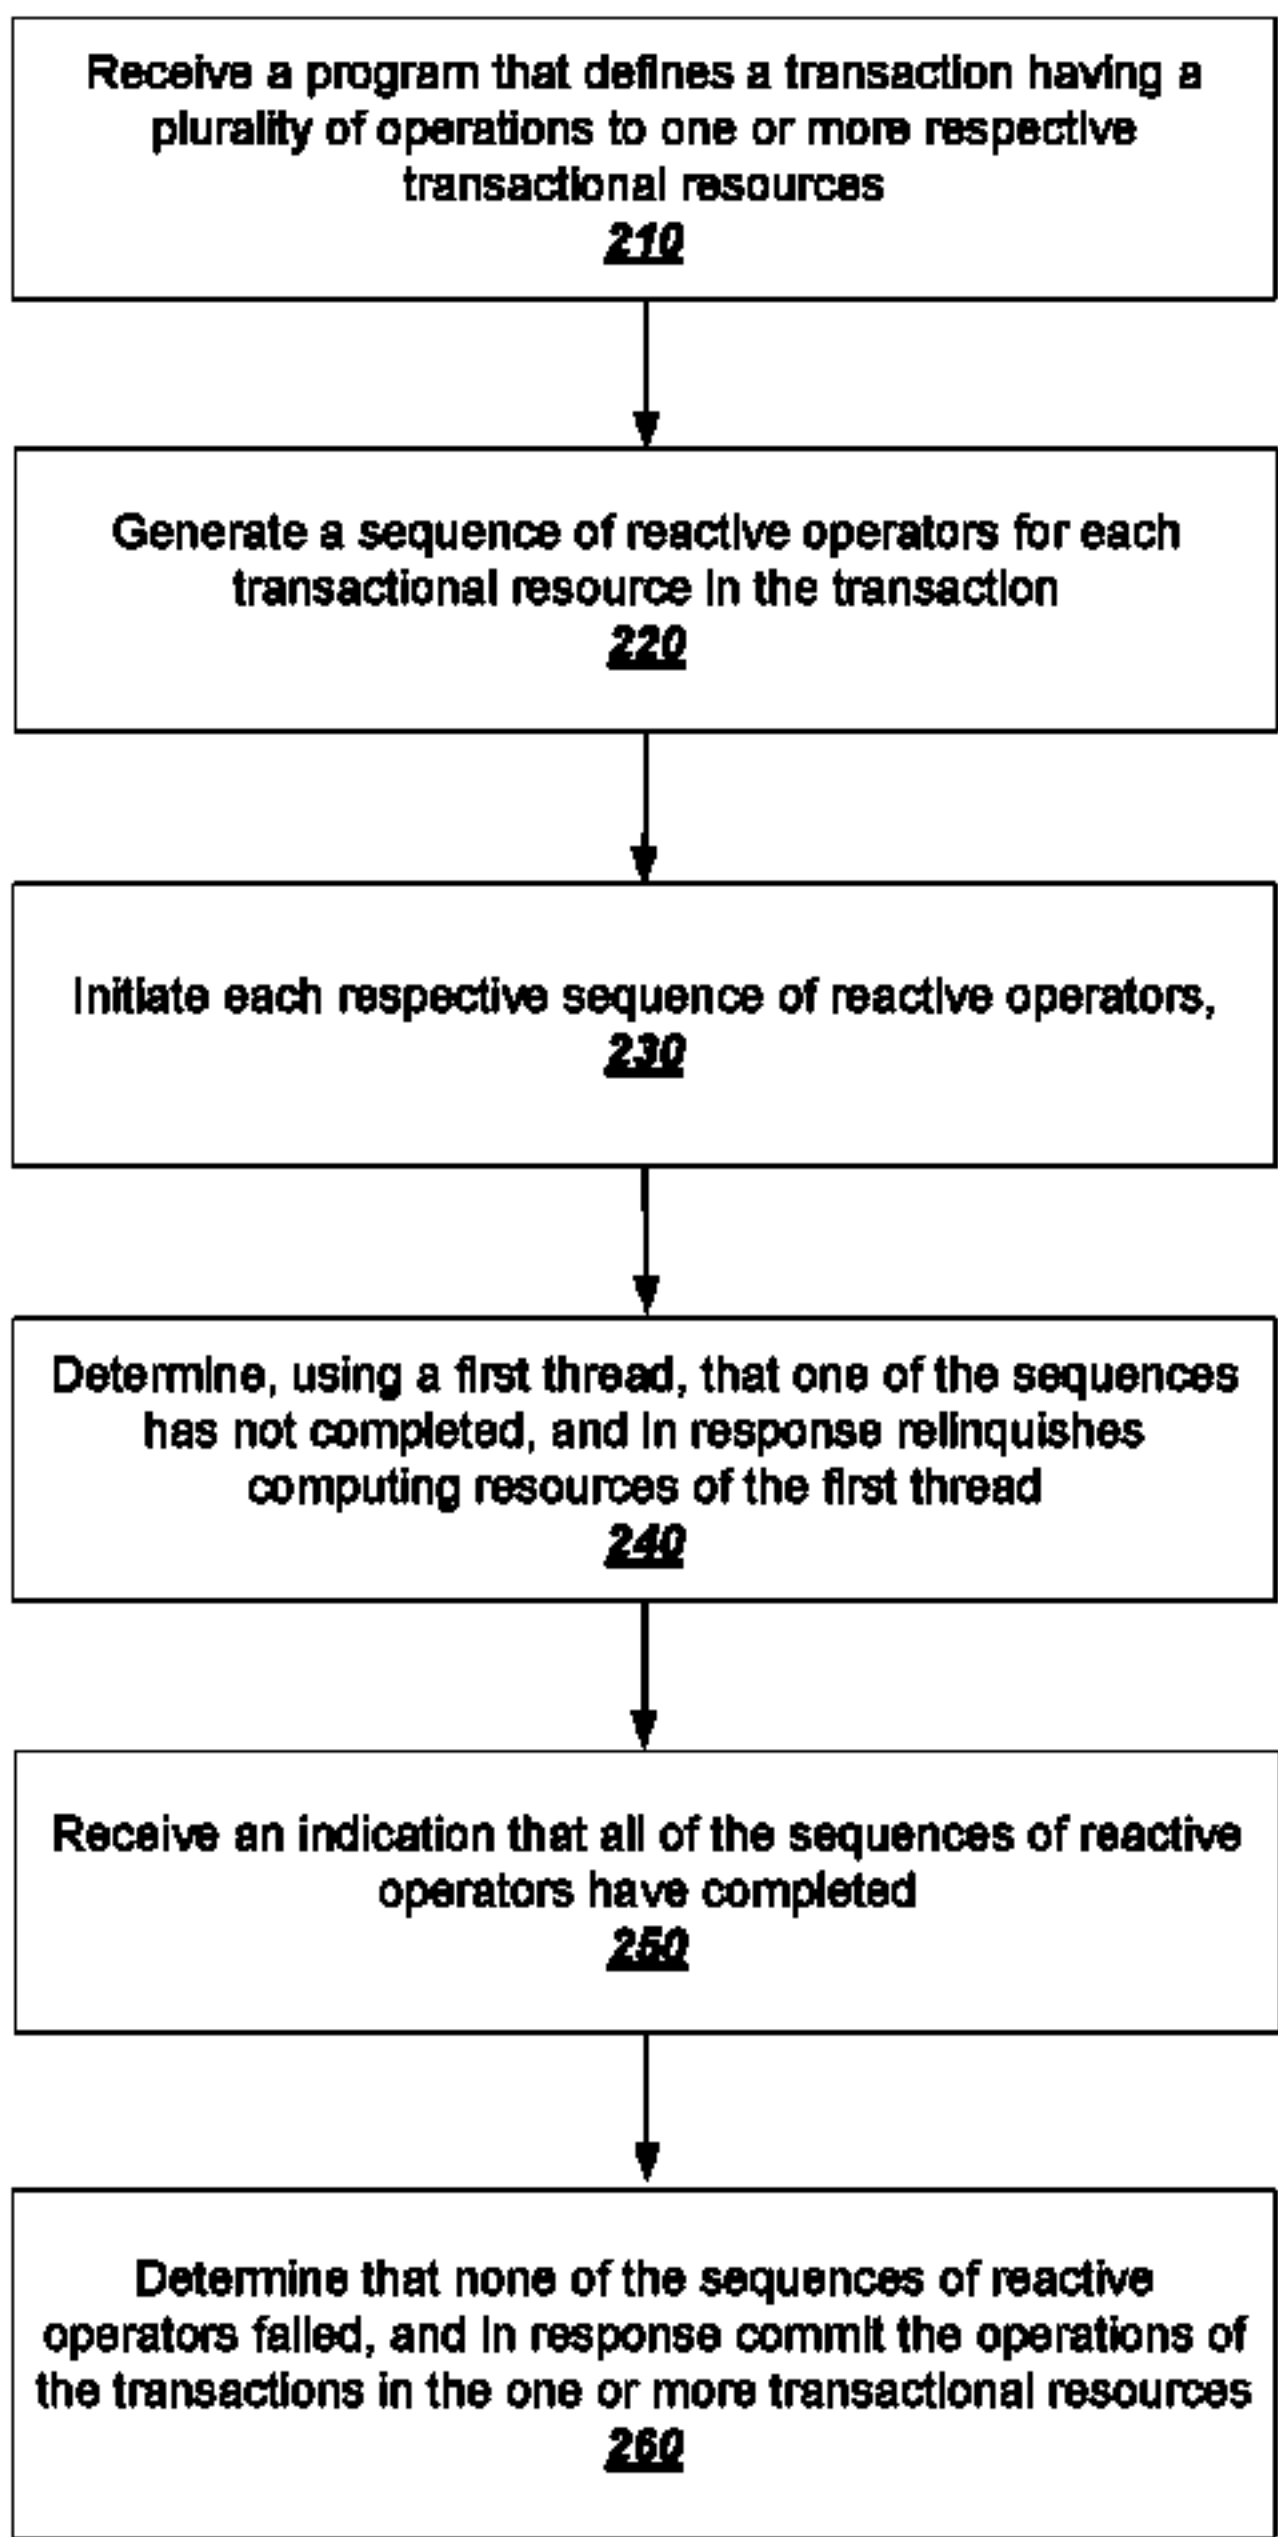 Receive a program that defines a transaction having a
plurality of operations to one or more respective
transactional resources
210
Generate a sequence of reactive operators for each
transactional resource in the transaction
220
Initiate each respective sequence of reactive operators,
230
Determine, using a first thread, that one of the sequences
has not completed, and in response relinquishes
computing resources of the first thread
240
Receive an indication that all of the sequences of reactive
operators have completed
250
Determine that none of the sequences of reactive
operators failed, and in response commit the operations of
the transactions in the one or more transactional resources
260